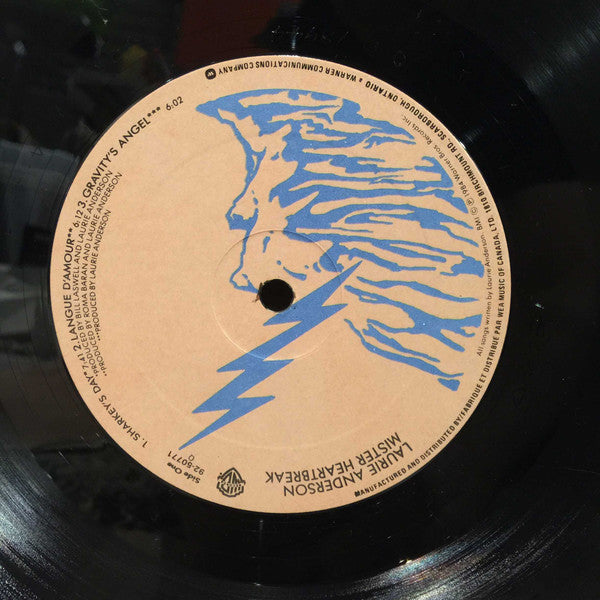 LAURIE ANDERSON
MISTER HEARTBREAK
Side One
92-50771
O
1. SHARKEY'S DAY* 7:41 2. LANGUE D'AMOUR** 6:12 3. GRAVITY'S ANGEL*** 6.02
*PRODUCED BY BILL LASWELL AND LAURIE ANDERSON
**PRODUCED BY ROMA BARAN AND LAURIE ANDERSON
***PRODUCED BY LAURIE ANDERSON
All songs written by Laurie Anderson. BMI © ℗ 1984 Warner Bros. Records Inc.
MANUFACTURED AND DISTRIBUTED BY/FABRIQUE ET DISTRIBUE PAR WEA MUSIC OF CANADA, LTD. 1810 BIRCHMOUNT RD., SCARBOROUGH, ONTARIO A WARNER COMMUNICATIONS COMPANY